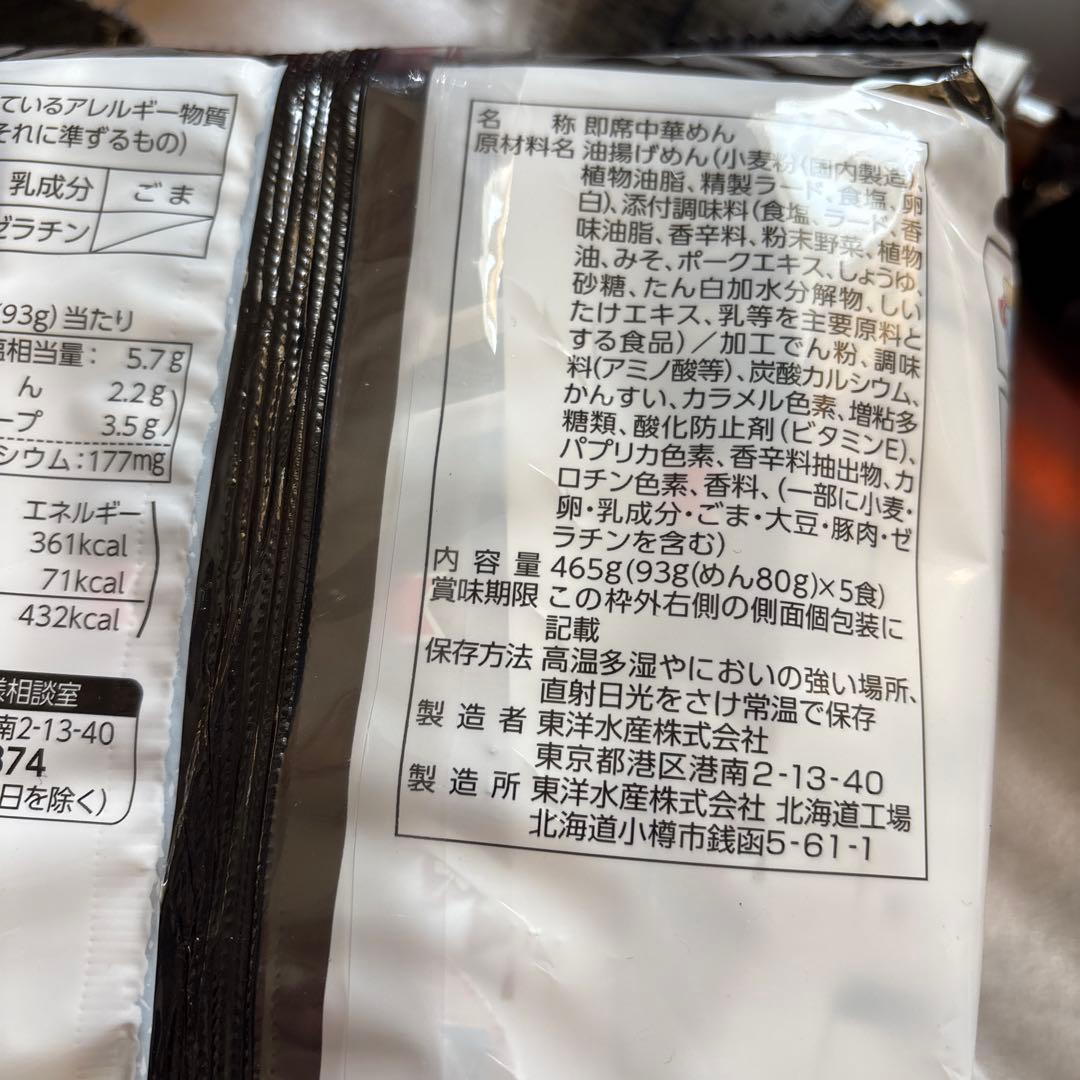 ているアレルギー物質
それに準ずるもの)
乳成分 ごま
ゼラチン
(93g)当たり
塩相当量: 5.7g
ん 2.2g
ープ 3.5g
シウム:177mg
エネルギー
361kcal
71kcal
432kcal
様相談室
南2-13-40
374
日を除く)
名 称 即席中華めん
原材料名 油揚げめん(小麦粉(国内製造)、
植物油脂、精製ラード、食塩、卵
白)、添付調味料(食塩、ラード、香
味油脂、香辛料、粉末野菜、植物
油、みそ、ポークエキス、しょうゆ、
砂糖、たん白加水分解物、しい
たけエキス、乳等を主要原料と
する食品)/加工でん粉、調味
料(アミノ酸等)、炭酸カルシウム、
かんすい、カラメル色素、増粘多
糖類、酸化防止剤(ビタミンE)、
パプリカ色素、香辛料抽出物、カ
ロチン色素、香料、(一部に小麦・
卵・乳成分・ごま・大豆・豚肉・ゼ
ラチンを含む)
内容量 465g(93g(めん80g)×5食)
賞味期限 この枠外右側の側面個包装に
記載
保存方法 高温多湿やにおいの強い場所、
直射日光をさけ常温で保存
製造者 東洋水産株式会社
東京都港区港南2-13-40
製造所 東洋水産株式会社 北海道工場
北海道小樽市銭函5-61-1